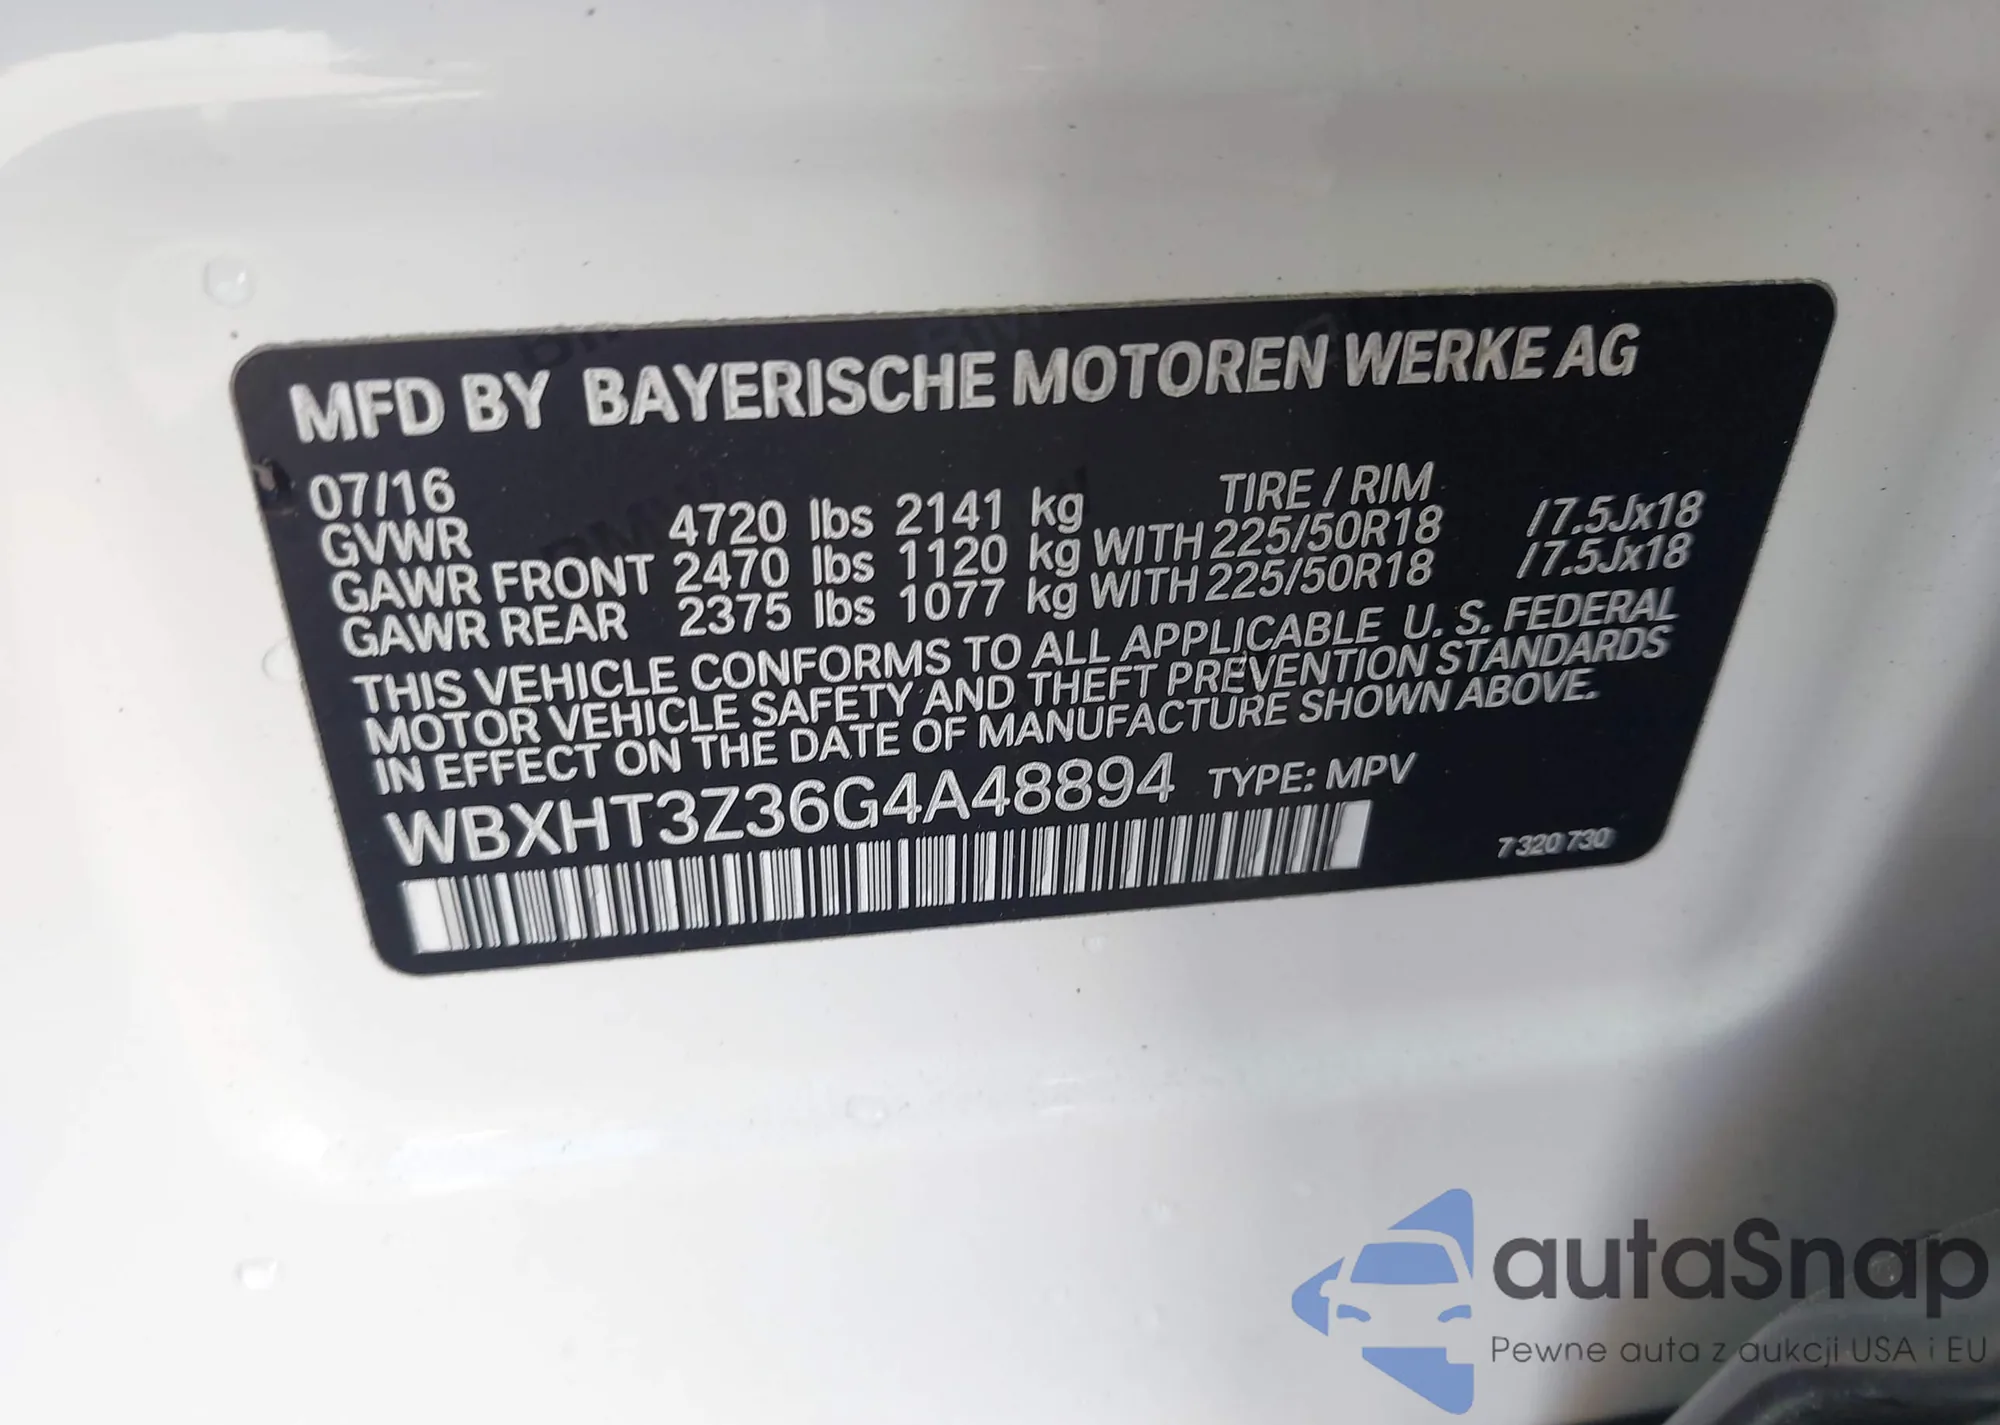 MFD BY BAYERISCHE MOTOREN WERKE AG
07/16 TIRE / RIM
GVWR 4720 lbs 2141 kg
GAWR FRONT 2470 lbs 1120 kg WITH 225/50R18 /7.5Jx18
GAWR REAR 2375 lbs 1077 kg WITH 225/50R18 /7.5Jx18
THIS VEHICLE CONFORMS TO ALL APPLICABLE U. S. FEDERAL
MOTOR VEHICLE SAFETY AND THEFT PREVENTION STANDARDS
IN EFFECT ON THE DATE OF MANUFACTURE SHOWN ABOVE.
WBXHT3Z36G4A48894 TYPE: MPV
7 320 730
autaSnap
Pewne auta z aukcji USA i EU